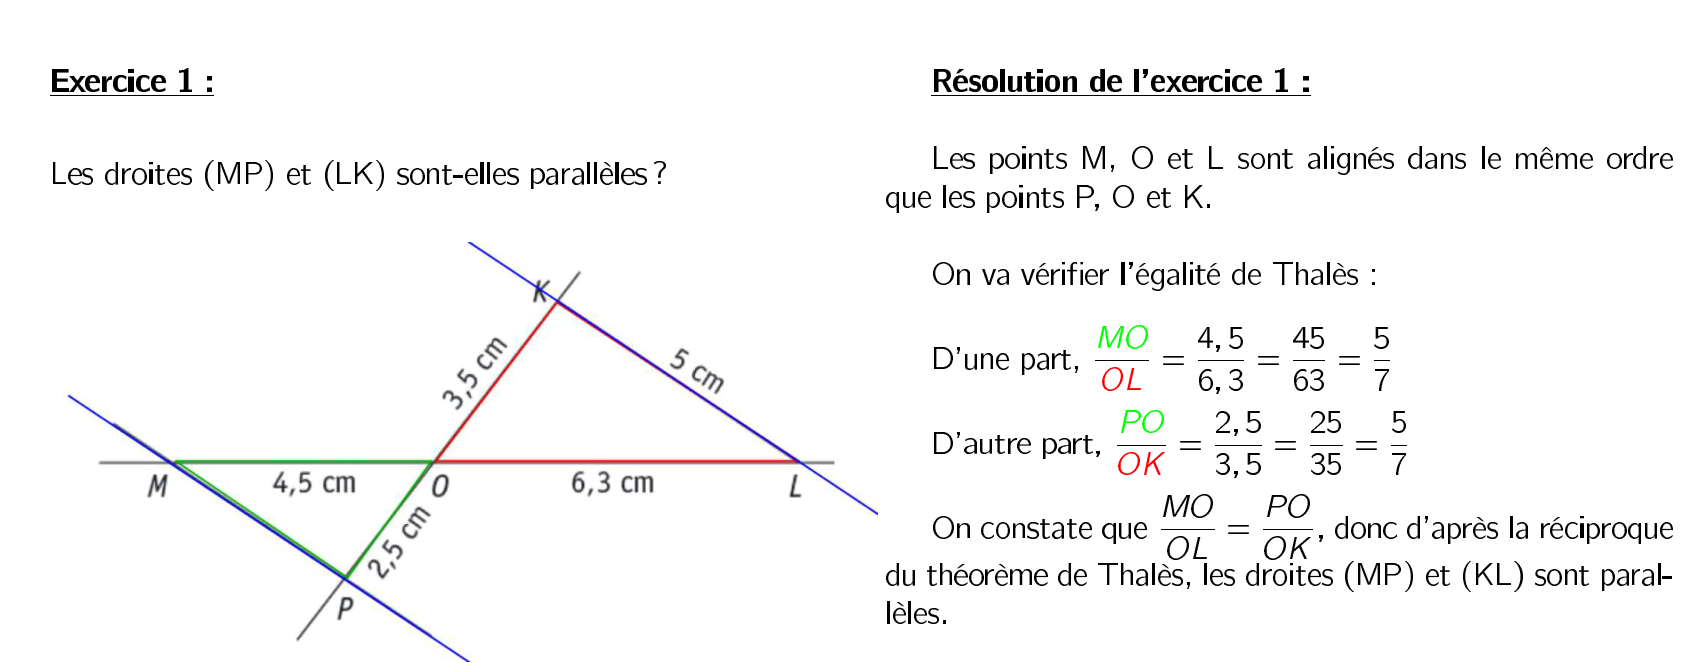 Exercice 1 :
Les droites (MP) et (LK) sont-elles parallèles ?
K
3,5 cm
5 cm
M
4,5 cm
O
6,3 cm
L
2,5 cm
P
Résolution de l'exercice 1 :
Les points M, O et L sont alignés dans le même ordre
que les points P, O et K.
On va vérifier l'égalité de Thalès :
D'une part, MO/OL = 4,5/6,3 = 45/63 = 5/7
D'autre part, PO/OK = 2,5/3,5 = 25/35 = 5/7
On constate que MO/OL = PO/OK, donc d'après la réciproque
du théorème de Thalès, les droites (MP) et (KL) sont paral-
lèles.